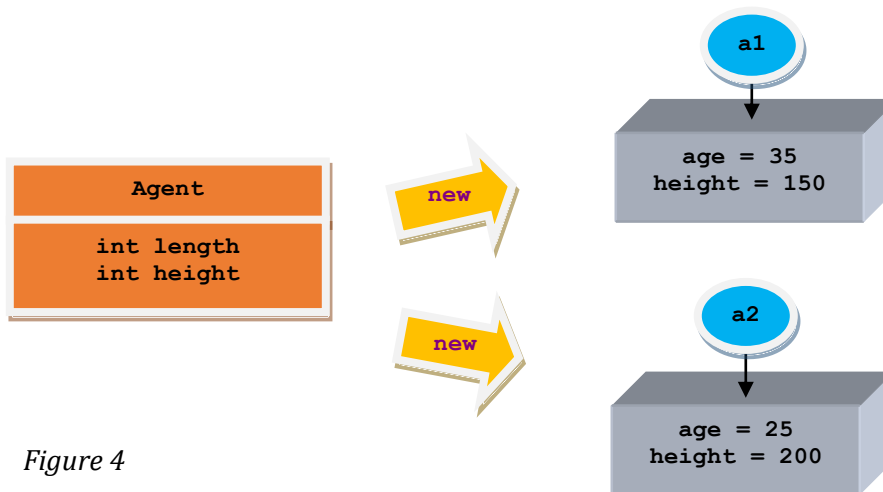 a1
age = 35
height = 150
Agent
int length
int height
new
new
a2
age = 25
height = 200
Figure 4